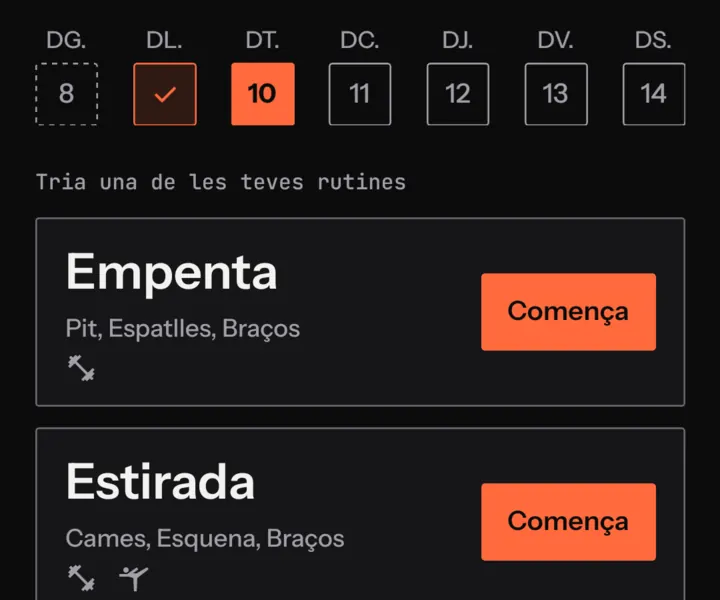 DG. DL. DT. DC. DJ. DV. DS.
8 10 11 12 13 14
Tria una de les teves rutines
Empenta
Pit, Espatlles, Braços
Comença
Estirada
Cames, Esquena, Braços
Comença